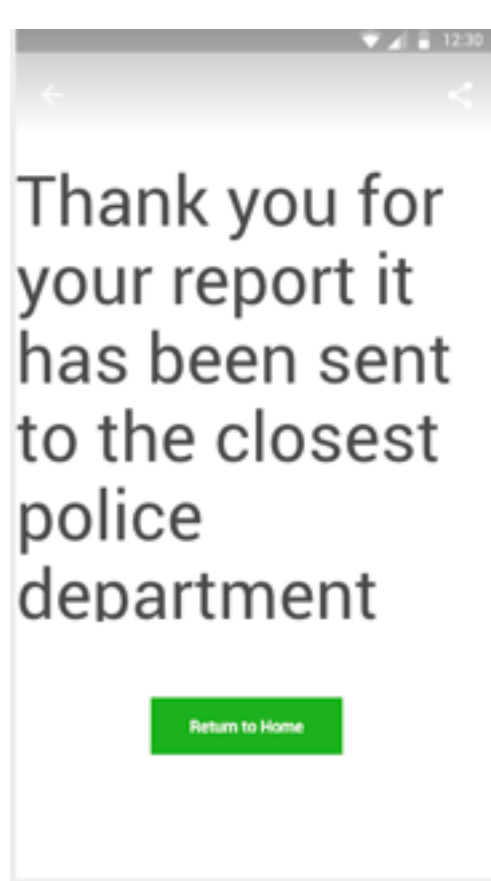 12:30
Thank you for
your report it
has been sent
to the closest
police
department
Return to Home